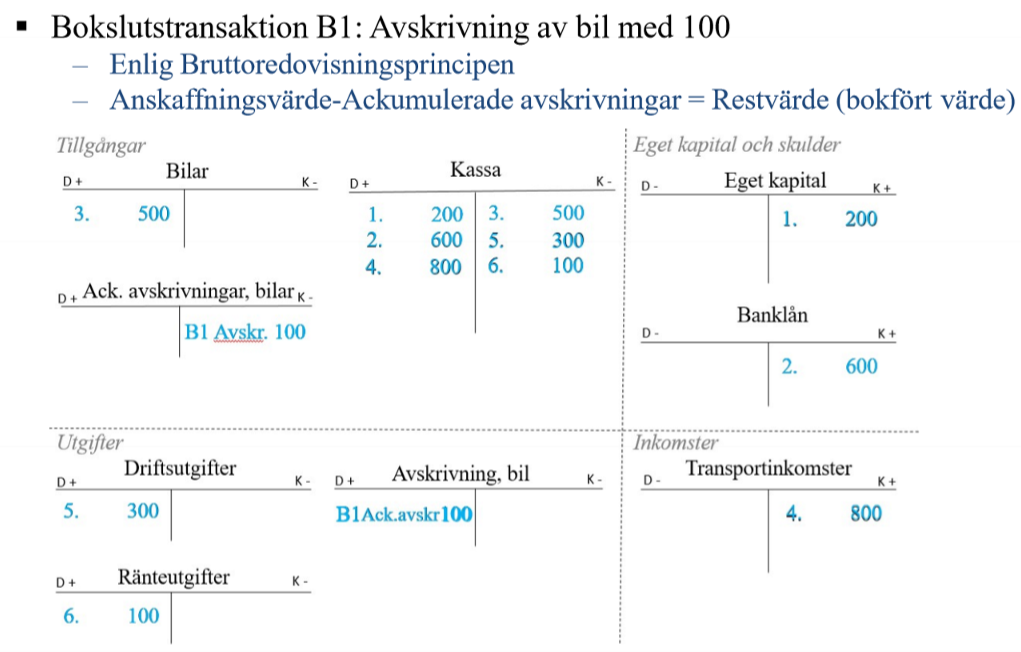 ▪ Bokslutstransaktion B1: Avskrivning av bil med 100
– Enlig Bruttoredovisningsprincipen
– Anskaffningsvärde-Ackumulerade avskrivningar = Restvärde (bokfört värde)
Tillgångar
D + Bilar K -
3. 500
D + Ack. avskrivningar, bilar K -
B1 Avskr. 100
D + Kassa K -
1. 200 3. 500
2. 600 5. 300
4. 800 6. 100
Eget kapital och skulder
D - Eget kapital K +
1. 200
Banklån
D - K +
2. 600
Utgifter
D + Driftsutgifter K -
5. 300
D + Avskrivning, bil K -
B1Ack.avskr100
D + Ränteutgifter K -
6. 100
Inkomster
D - Transportinkomster K +
4. 800